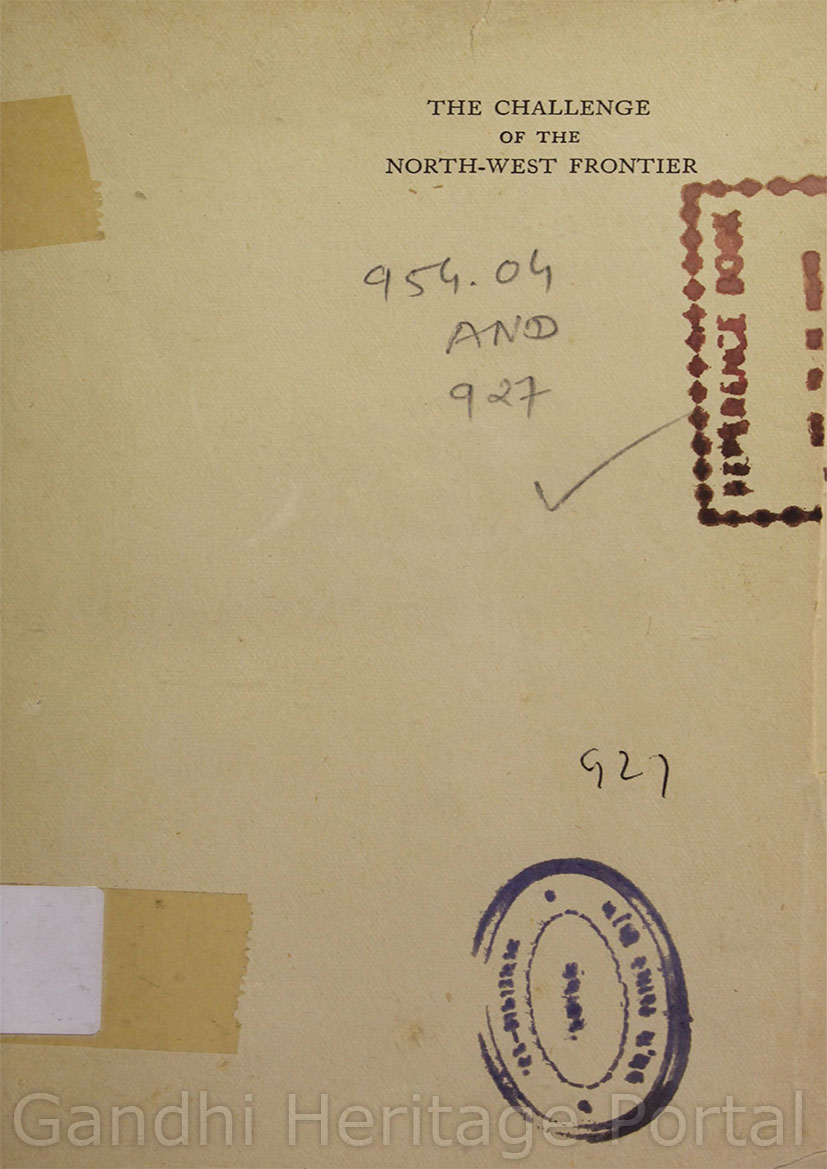 THE CHALLENGE
OF THE
NORTH-WEST FRONTIER
954.04
AND
927
927
Gandhi Heritage Portal